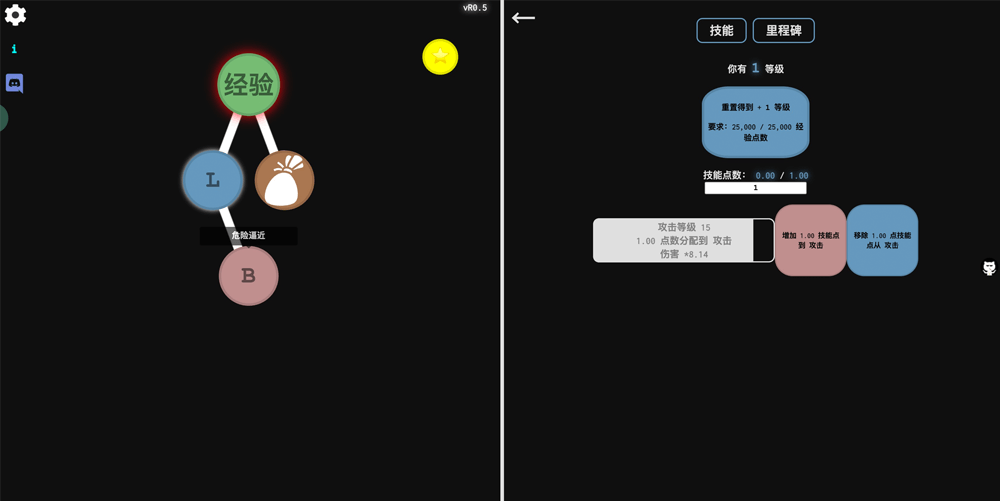 vR0.5
i
经验
L
危险逼近
B
技能
里程碑
你有 1 等级
重置得到 + 1 等级
要求: 25,000 / 25,000 经
验点数
技能点数: 0.00 / 1.00
1
攻击等级 15
1.00 点数分配到 攻击
伤害 *8.14
增加 1.00 技能点
到 攻击
移除 1.00 点技能
点从 攻击